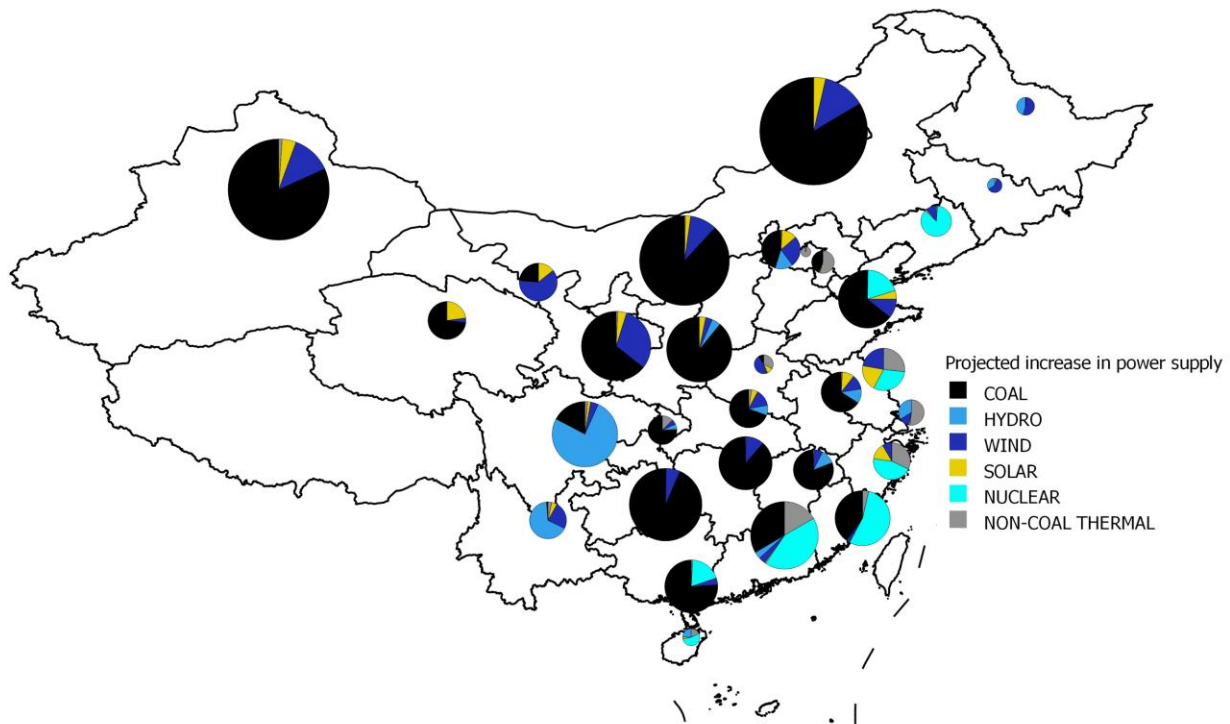 Projected increase in power supply
COAL
HYDRO
WIND
SOLAR
NUCLEAR
NON-COAL THERMAL